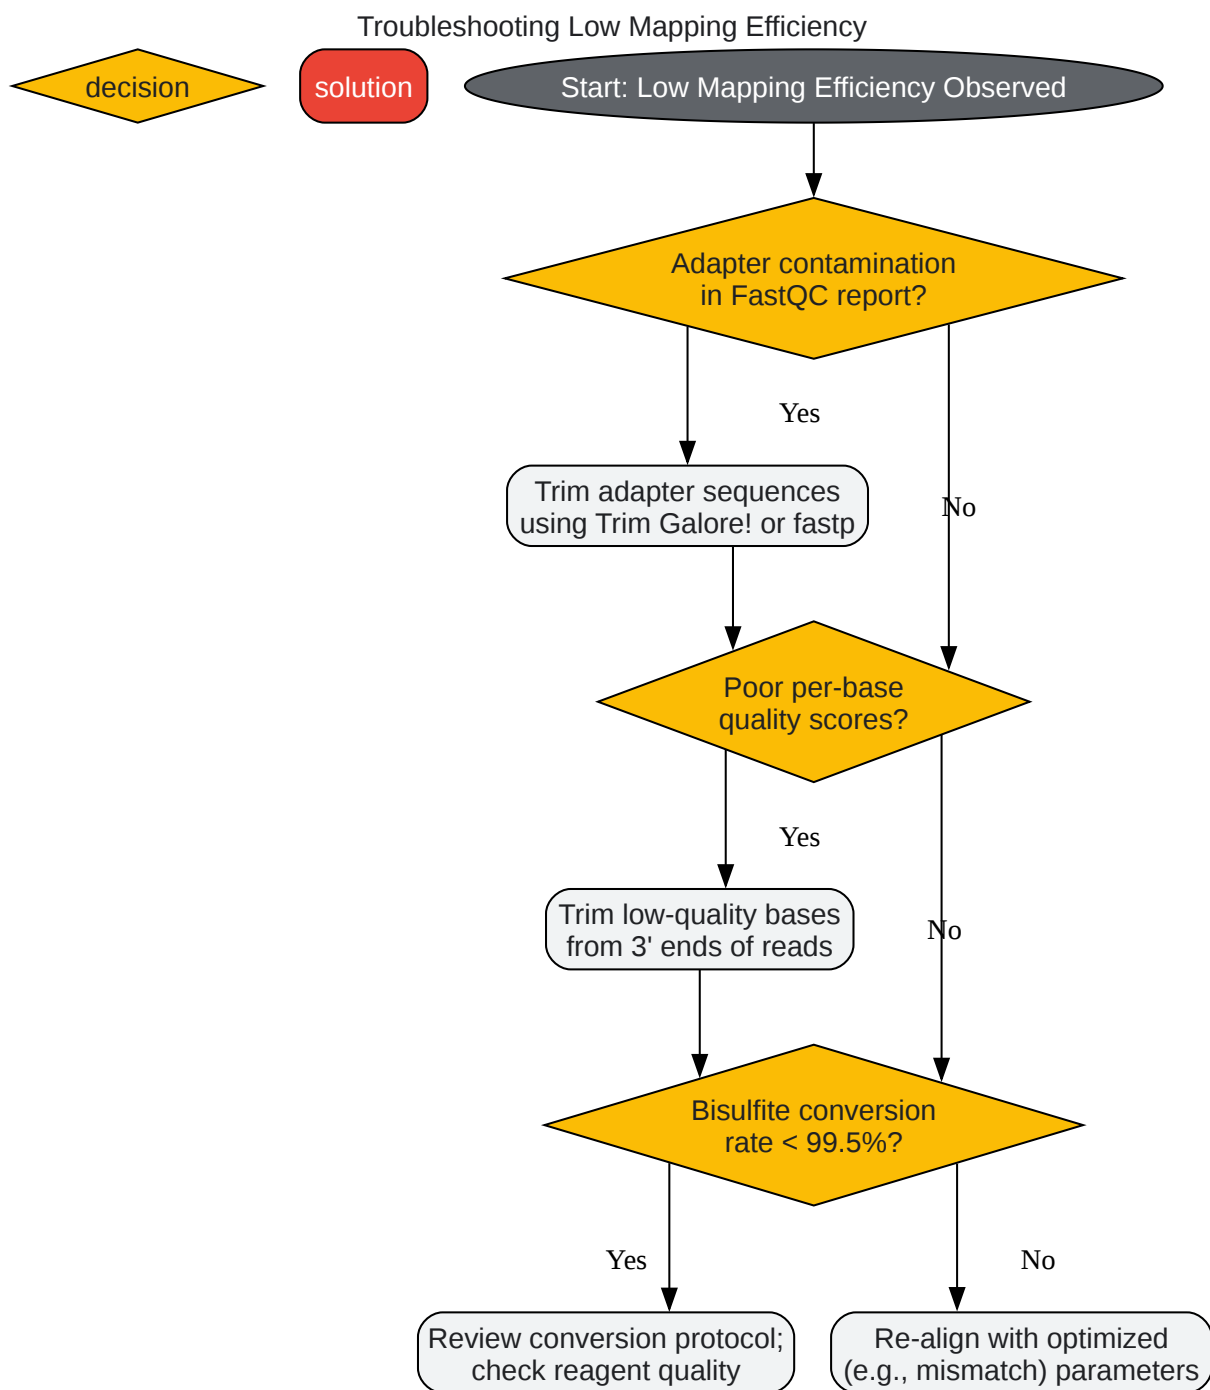 Troubleshooting Low Mapping Efficiency
decision
solution
Start: Low Mapping Efficiency Observed
Adapter contamination
in FastQC report?
Yes
Trim adapter sequences
using Trim Galore! or fastp
No
Poor per-base
quality scores?
Yes
Trim low-quality bases
from 3' ends of reads
No
Bisulfite conversion
rate < 99.5%?
Yes
No
Review conversion protocol;
check reagent quality
Re-align with optimized
(e.g., mismatch) parameters